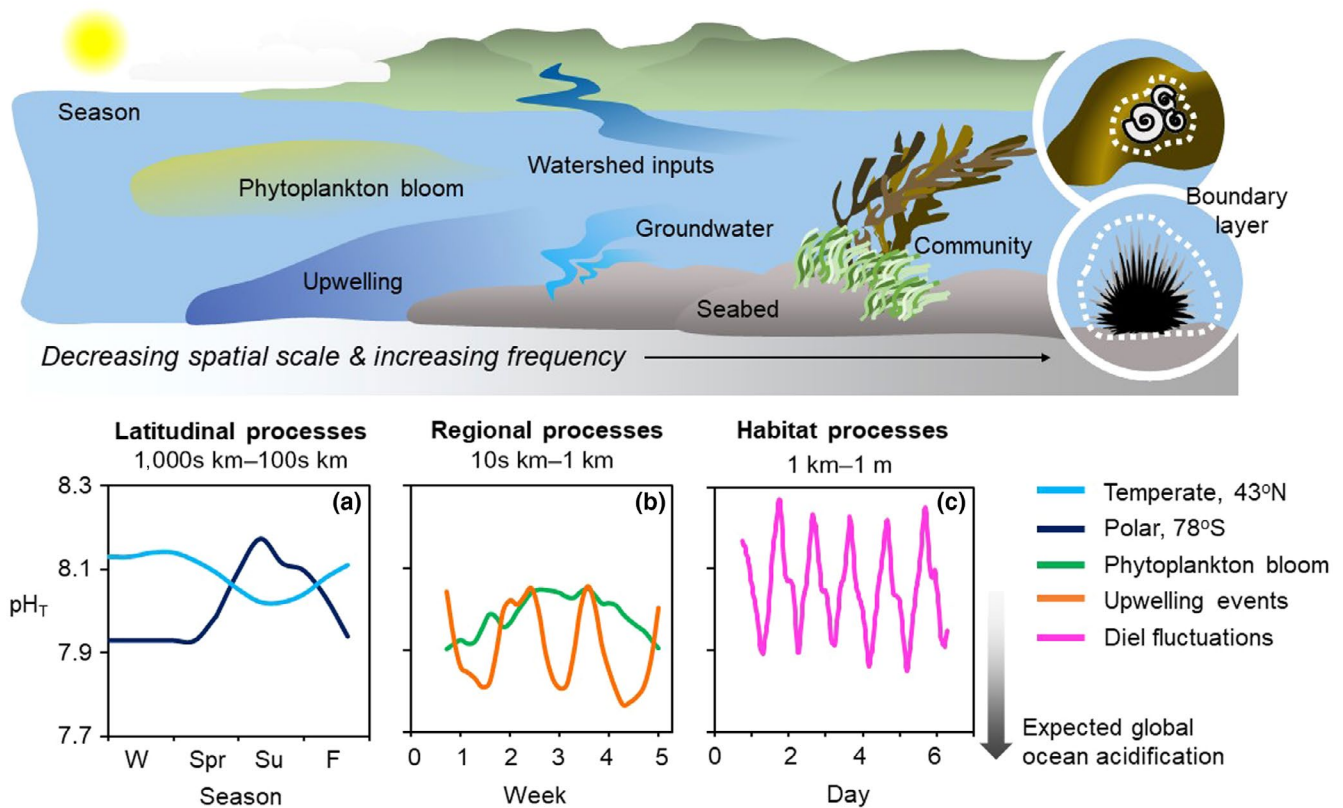 Season
Phytoplankton bloom
Watershed inputs
Groundwater
Upwelling
Community
Seabed
Boundary
layer
Decreasing spatial scale & increasing frequency
Latitudinal processes
1,000s km–100s km
Regional processes
10s km–1 km
Habitat processes
1 km–1 m
pH_T
8.3
8.1
7.9
7.7
(a)
W Spr Su F
Season
(b)
0 1 2 3 4 5
Week
(c)
0 2 4 6
Day
Temperate, 43°N
Polar, 78°S
Phytoplankton bloom
Upwelling events
Diel fluctuations
Expected global
ocean acidification